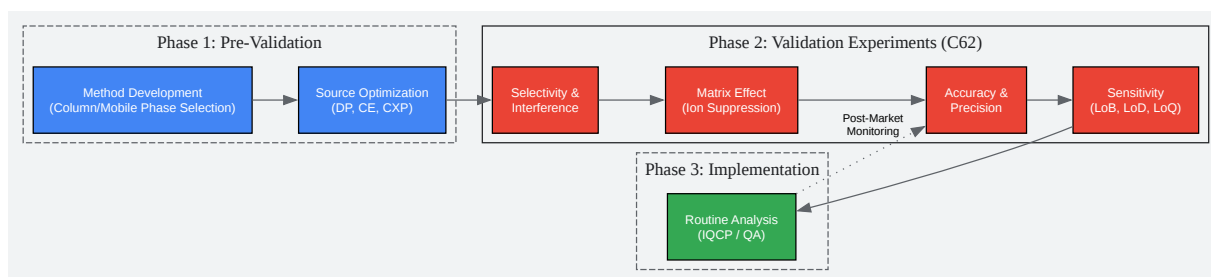 Phase 1: Pre-Validation
Method Development
(Column/Mobile Phase Selection)
Source Optimization
(DP, CE, CXP)
Phase 2: Validation Experiments (C62)
Selectivity &
Interference
Matrix Effect
(Ion Suppression)
Accuracy &
Precision
Sensitivity
(LoB, LoD, LoQ)
Post-Market
Monitoring
Phase 3: Implementation
Routine Analysis
(IQCP / QA)